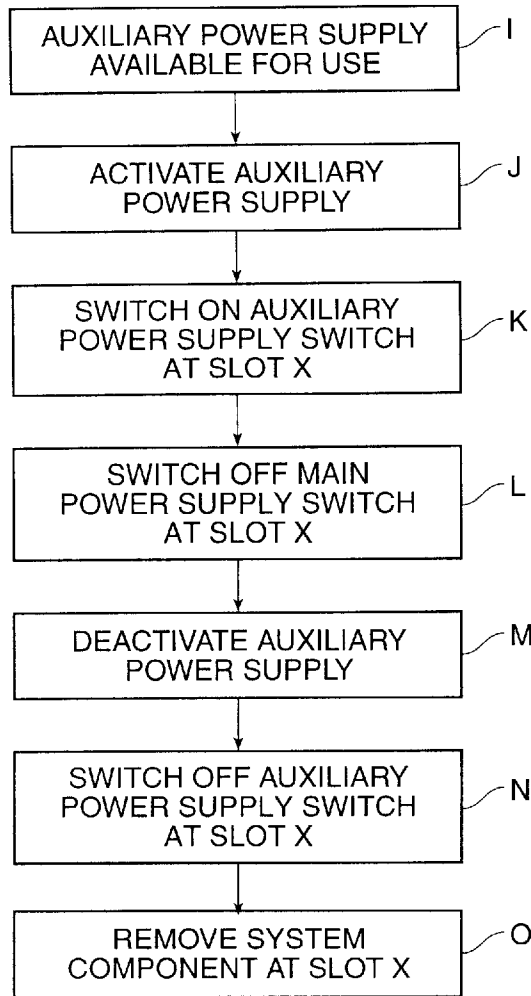 AUXILIARY POWER SUPPLY
AVAILABLE FOR USE
I
ACTIVATE AUXILIARY
POWER SUPPLY
J
SWITCH ON AUXILIARY
POWER SUPPLY SWITCH
AT SLOT X
K
SWITCH OFF MAIN
POWER SUPPLY SWITCH
AT SLOT X
L
DEACTIVATE AUXILIARY
POWER SUPPLY
M
SWITCH OFF AUXILIARY
POWER SUPPLY SWITCH
AT SLOT X
N
REMOVE SYSTEM
COMPONENT AT SLOT X
O